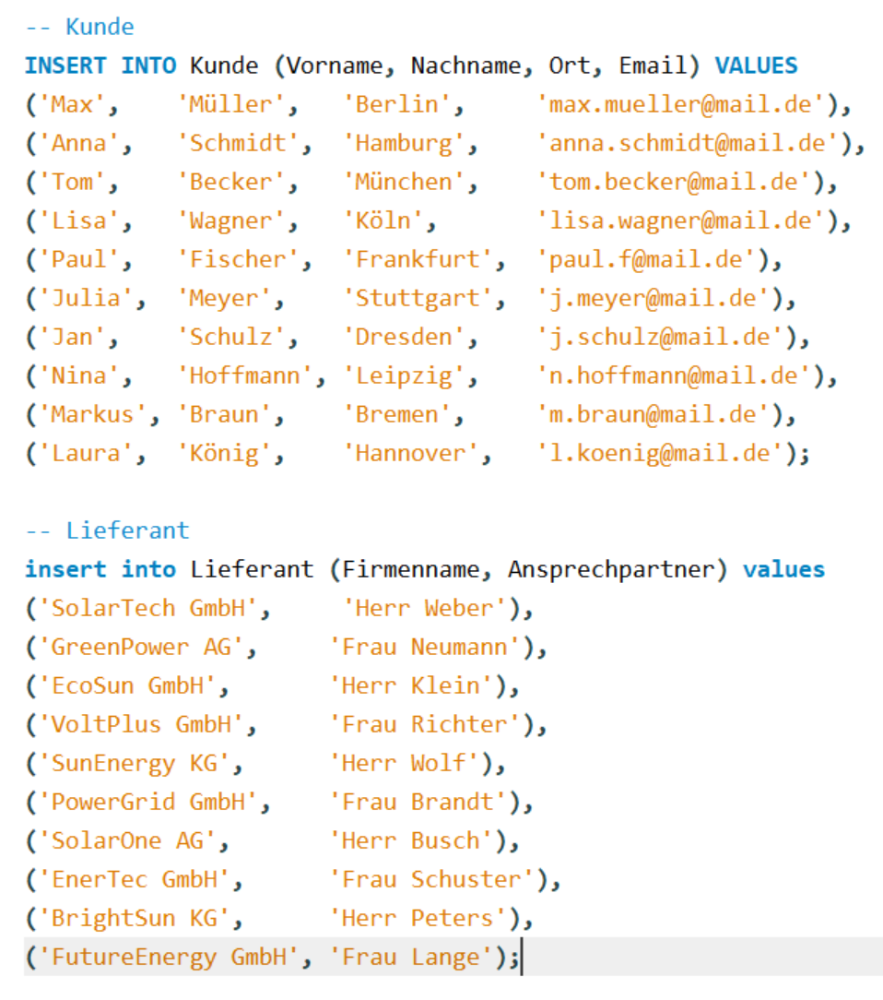 -- Kunde
INSERT INTO Kunde (Vorname, Nachname, Ort, Email) VALUES
('Max',    'Müller',   'Berlin',     'max.mueller@mail.de'),
('Anna',   'Schmidt',  'Hamburg',    'anna.schmidt@mail.de'),
('Tom',    'Becker',   'München',    'tom.becker@mail.de'),
('Lisa',   'Wagner',   'Köln',       'lisa.wagner@mail.de'),
('Paul',   'Fischer',  'Frankfurt',  'paul.f@mail.de'),
('Julia',  'Meyer',    'Stuttgart',  'j.meyer@mail.de'),
('Jan',    'Schulz',   'Dresden',    'j.schulz@mail.de'),
('Nina',   'Hoffmann', 'Leipzig',    'n.hoffmann@mail.de'),
('Markus', 'Braun',    'Bremen',     'm.braun@mail.de'),
('Laura',  'König',    'Hannover',   'l.koenig@mail.de');

-- Lieferant
insert into Lieferant (Firmenname, Ansprechpartner) values
('SolarTech GmbH',     'Herr Weber'),
('GreenPower AG',     'Frau Neumann'),
('EcoSun GmbH',       'Herr Klein'),
('VoltPlus GmbH',     'Frau Richter'),
('SunEnergy KG',      'Herr Wolf'),
('PowerGrid GmbH',    'Frau Brandt'),
('SolarOne AG',       'Herr Busch'),
('EnerTec GmbH',      'Frau Schuster'),
('BrightSun KG',      'Herr Peters'),
('FutureEnergy GmbH', 'Frau Lange');